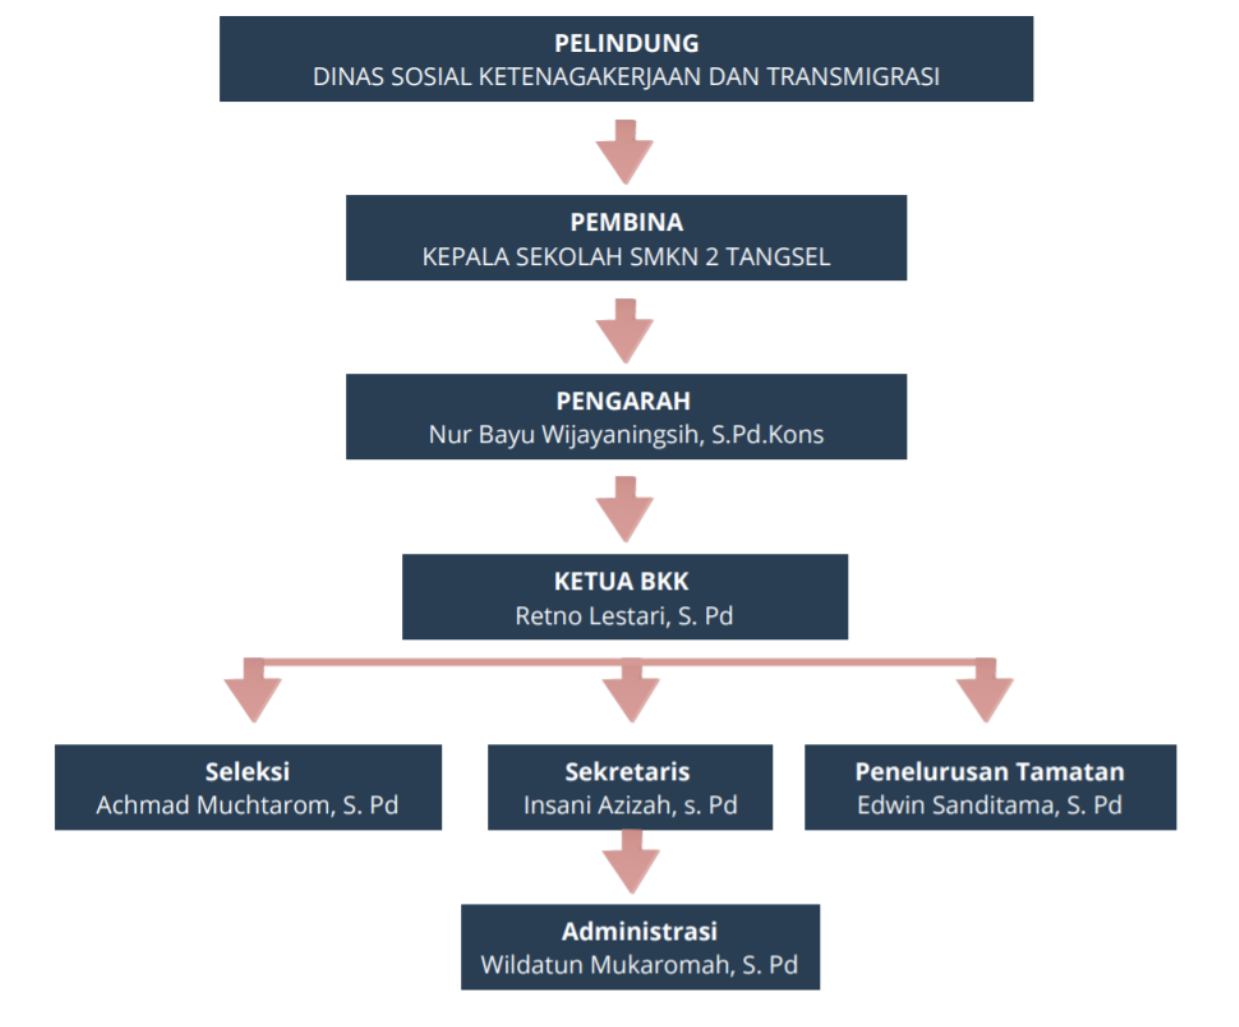 PELINDUNG
DINAS SOSIAL KETENAGAKERJAAN DAN TRANSMIGRASI
PEMBINA
KEPALA SEKOLAH SMKN 2 TANGSEL
PENGARAH
Nur Bayu Wijayaningsih, S.Pd.Kons
KETUA BKK
Retno Lestari, S. Pd
Seleksi
Achmad Muchtarom, S. Pd
Sekretaris
Insani Azizah, s. Pd
Penelurusan Tamatan
Edwin Sanditama, S. Pd
Administrasi
Wildatun Mukaromah, S. Pd